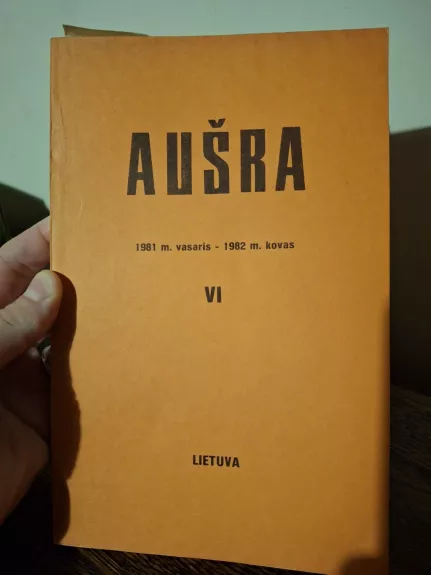 AUŠRA
1981 m. vasaris - 1982 m. kovas
VI
LIETUVA